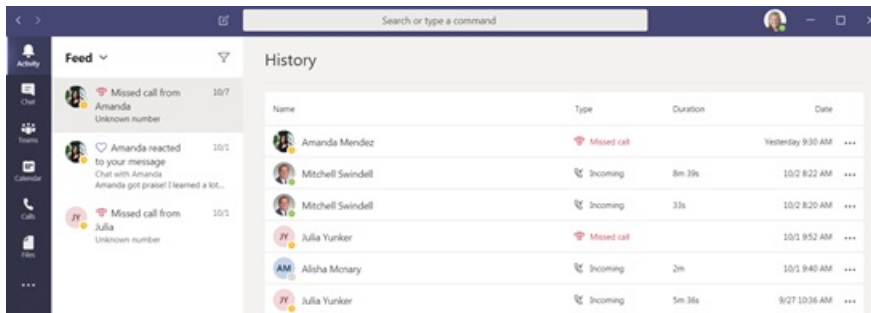 Search or type a command
Activity
Chat
Teams
Calendar
Calls
Files
Feed
Missed call from 10/7
Amanda
Unknown number
Amanda reacted 10/1
to your message
Chat with Amanda
Amanda got praise! I learned a lot...
JY Missed call from 10/1
Julia
Unknown number
History
Name Type Duration Date
Amanda Mendez Missed call Yesterday 9:30 AM
Mitchell Swindell Incoming 8m 39s 10/2 8:22 AM
Mitchell Swindell Incoming 33s 10/2 8:20 AM
JY Julia Yunker Missed call 10/1 9:52 AM
AM Alisha Mcnary Incoming 2m 10/1 9:40 AM
JY Julia Yunker Incoming 5m 36s 9/27 10:36 AM